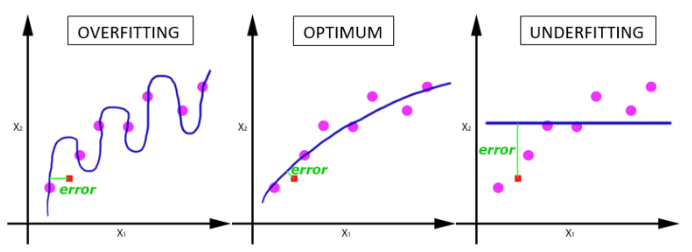 OVERFITTING
X₂
error
X₁
OPTIMUM
X₂
error
X₁
UNDERFITTING
X₂
error
X₁